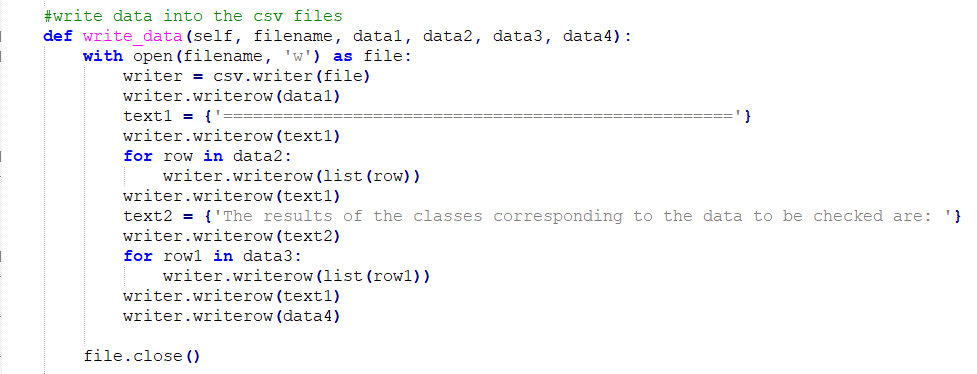 #write data into the csv files
def write_data(self, filename, data1, data2, data3, data4):
    with open(filename, 'w') as file:
        writer = csv.writer(file)
        writer.writerow(data1)
        text1 = {'==================================================='}
        writer.writerow(text1)
        for row in data2:
            writer.writerow(list(row))
        writer.writerow(text1)
        text2 = {'The results of the classes corresponding to the data to be checked are: '}
        writer.writerow(text2)
        for row1 in data3:
            writer.writerow(list(row1))
        writer.writerow(text1)
        writer.writerow(data4)

    file.close()